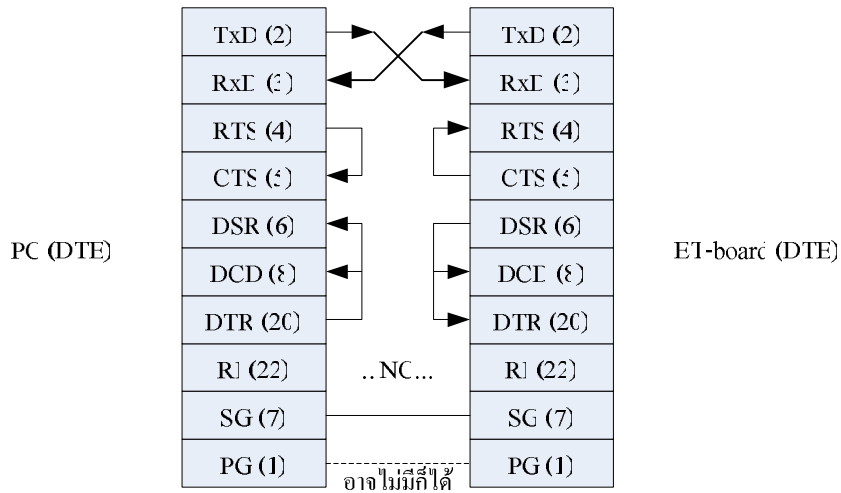 TxD (2) TxD (2)
RxD (3) RxD (3)
RTS (4) RTS (4)
CTS (5) CTS (5)
DSR (6) DSR (6)
PC (DTE) ET-board (DTE)
DCD (8) DCD (8)
DTR (20) DTR (20)
RI (22) ..NC... RI (22)
SG (7) SG (7)
PG (1) PG (1)
อาจไม่มีก็ได้